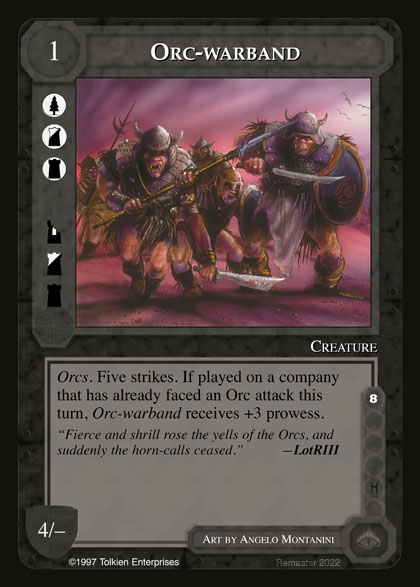 1
ORC-WARBAND
CREATURE
Orcs. Five strikes. If played on a company
that has already faced an Orc attack this
turn, Orc-warband receives +3 prowess.
“Fierce and shrill rose the yells of the Orcs, and
suddenly the horn-calls ceased.” —LotRIII
8
4/–
ART BY ANGELO MONTANINI
©1997 Tolkien Enterprises
Remaster 2022